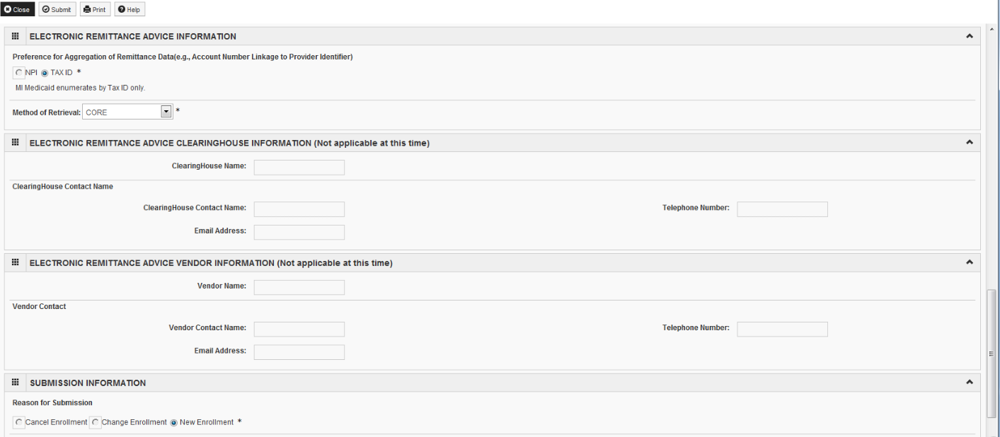 Close Submit Print Help
ELECTRONIC REMITTANCE ADVICE INFORMATION
Preference for Aggregation of Remittance Data(e.g., Account Number Linkage to Provider Identifier)
NPI TAX ID *
MI Medicaid enumerates by Tax ID only.
Method of Retrieval: CORE *
ELECTRONIC REMITTANCE ADVICE CLEARINGHOUSE INFORMATION (Not applicable at this time)
ClearingHouse Name:
ClearingHouse Contact Name
ClearingHouse Contact Name: Telephone Number:
Email Address:
ELECTRONIC REMITTANCE ADVICE VENDOR INFORMATION (Not applicable at this time)
Vendor Name:
Vendor Contact
Vendor Contact Name: Telephone Number:
Email Address:
SUBMISSION INFORMATION
Reason for Submission
Cancel Enrollment Change Enrollment New Enrollment *